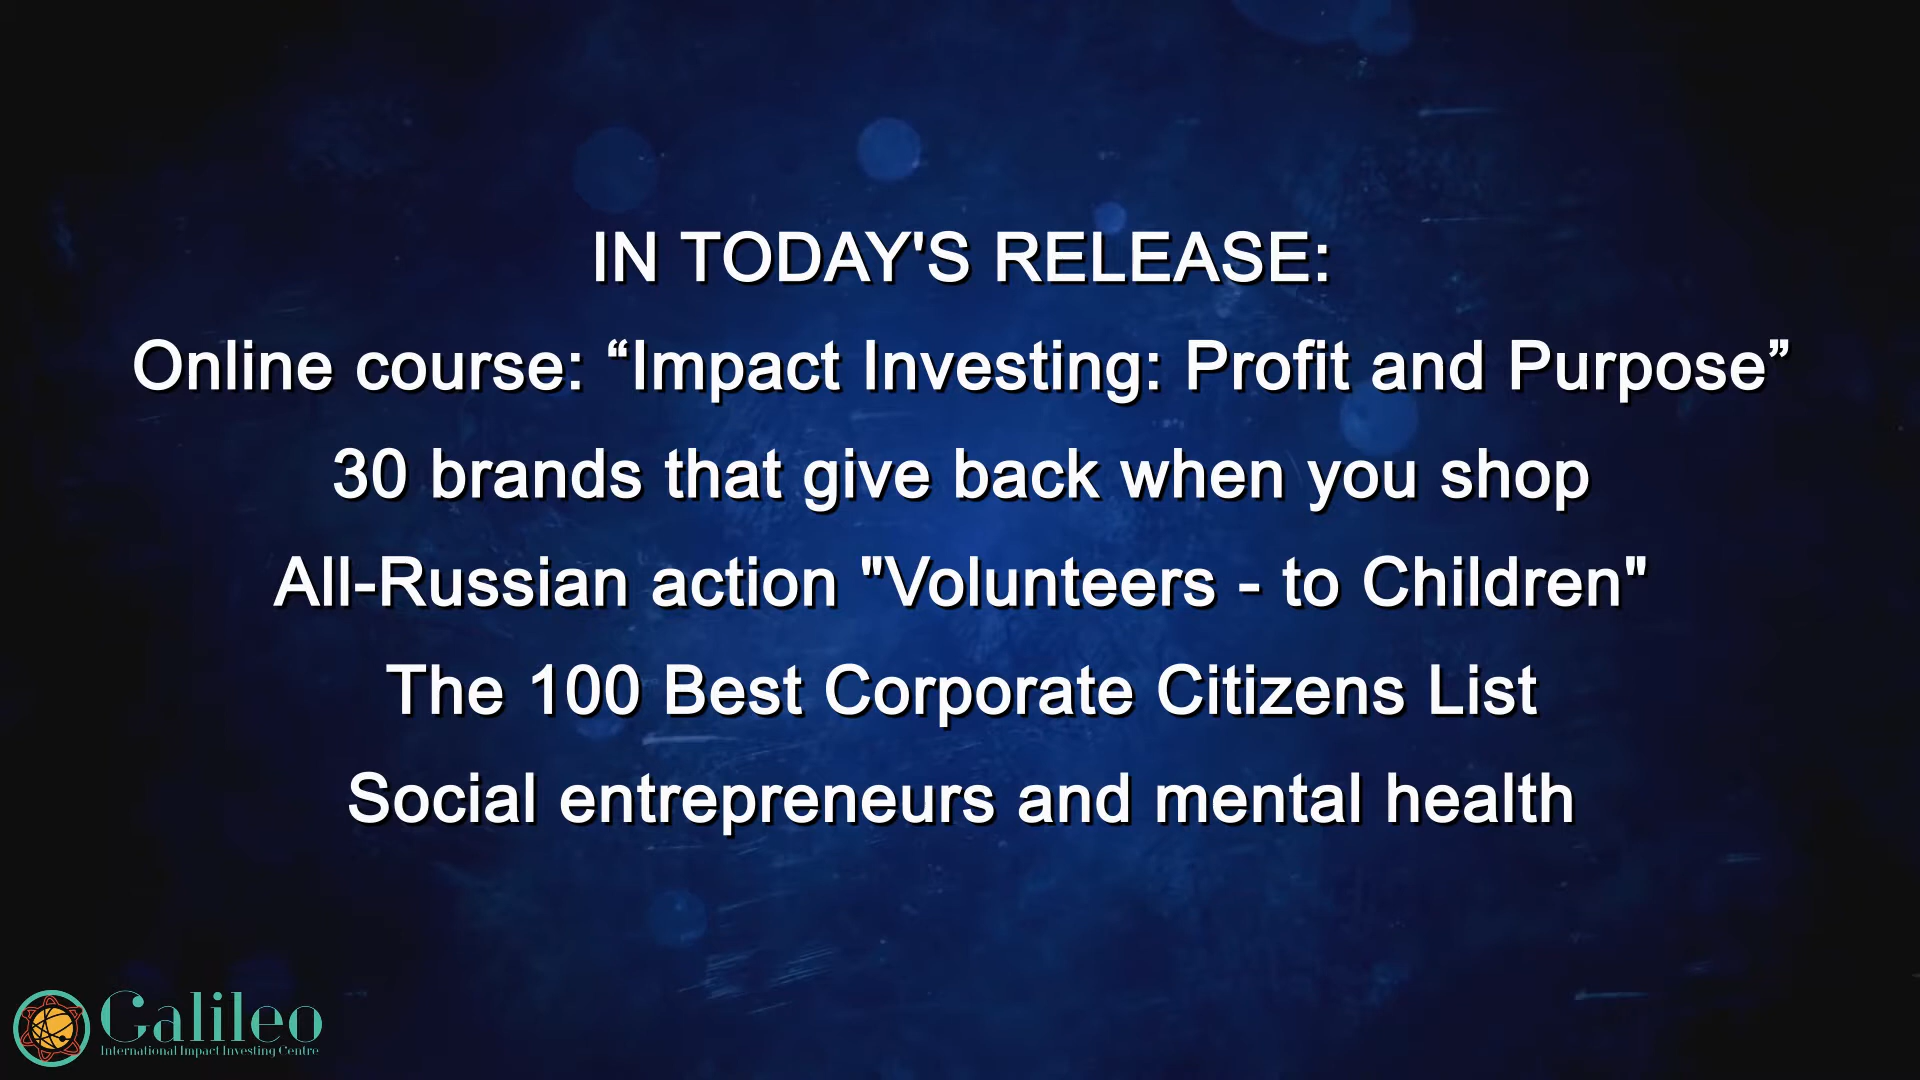 IN TODAY'S RELEASE:
Online course: “Impact Investing: Profit and Purpose”
30 brands that give back when you shop
All-Russian action "Volunteers - to Children"
The 100 Best Corporate Citizens List
Social entrepreneurs and mental health
Galileo
International Impact Investing Centre